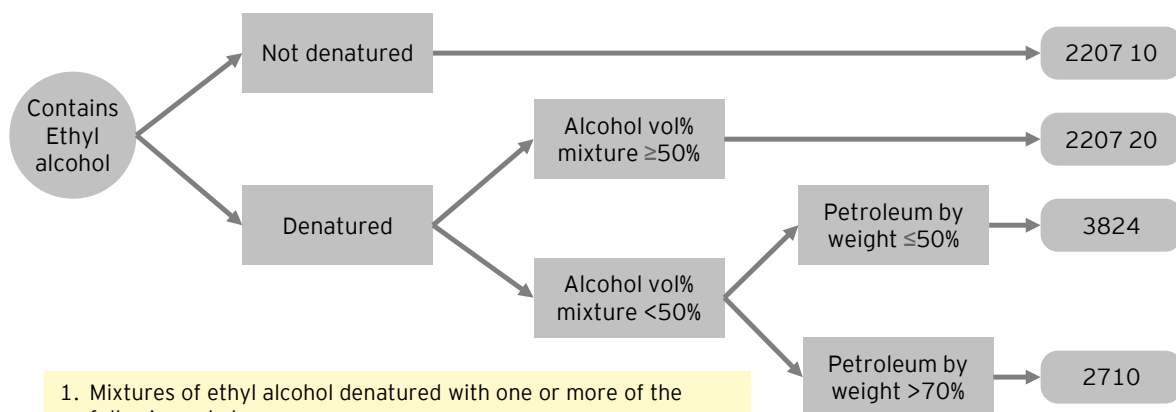 Not denatured
2207 10
Contains
Ethyl
alcohol
Alcohol vol%
mixture ≥50%
2207 20
Denatured
Petroleum by
weight ≤50%
3824
Alcohol vol%
mixture <50%
Petroleum by
weight >70%
2710
1. Mixtures of ethyl alcohol denatured with one or more of the